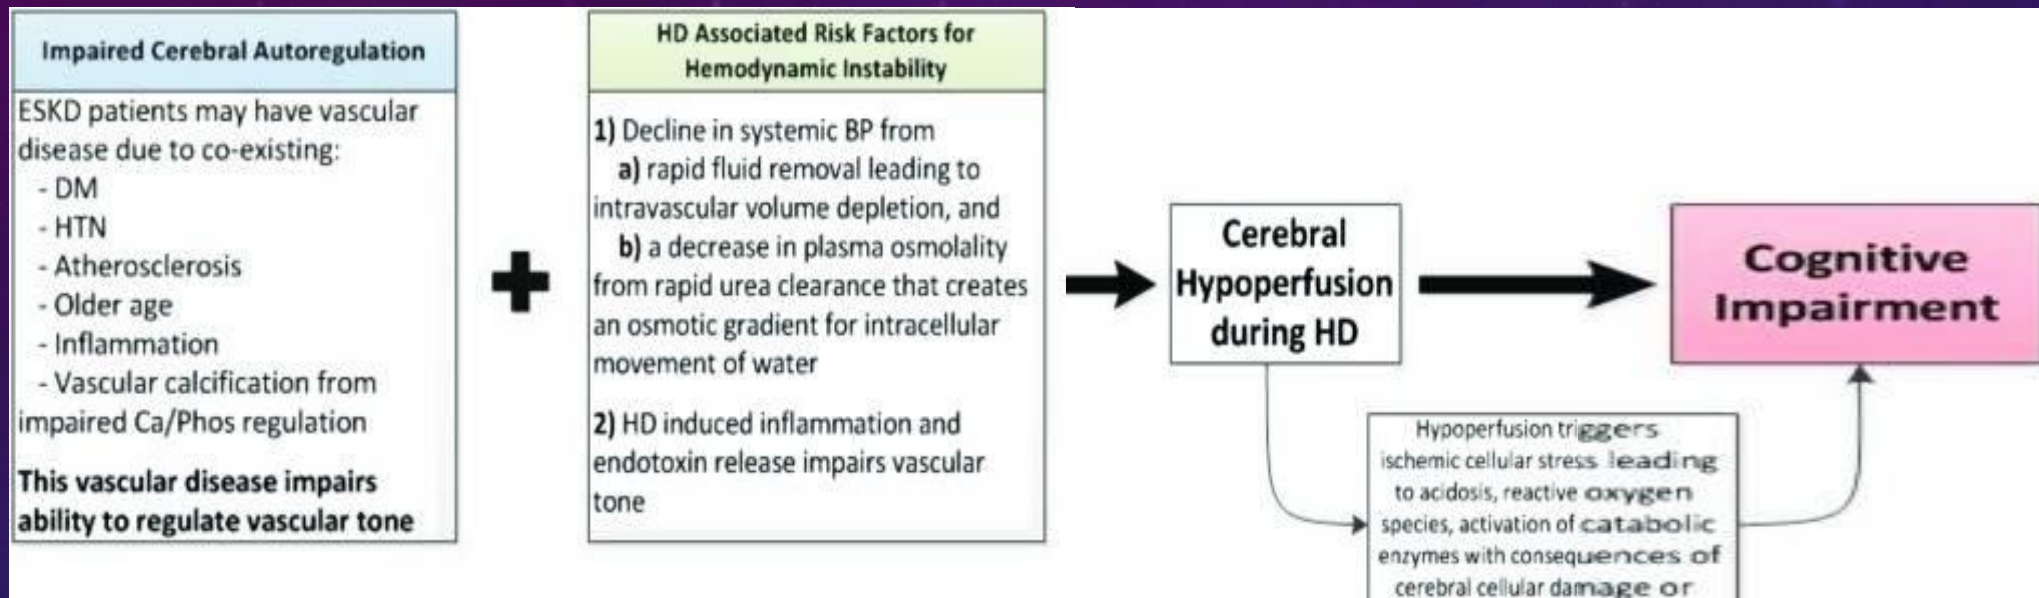 Impaired Cerebral Autoregulation
ESKD patients may have vascular
disease due to co-existing:
- DM
- HTN
- Atherosclerosis
- Older age
- Inflammation
- Vascular calcification from
impaired Ca/Phos regulation
This vascular disease impairs
ability to regulate vascular tone
HD Associated Risk Factors for
Hemodynamic Instability
1) Decline in systemic BP from
a) rapid fluid removal leading to
intravascular volume depletion, and
b) a decrease in plasma osmolality
from rapid urea clearance that creates
an osmotic gradient for intracellular
movement of water
2) HD induced inflammation and
endotoxin release impairs vascular
tone
Cerebral
Hypoperfusion
during HD
Cognitive
Impairment
Hypoperfusion triggers
ischemic cellular stress leading
to acidosis, reactive oxygen
species, activation of catabolic
enzymes with consequences of
cerebral cellular damage or